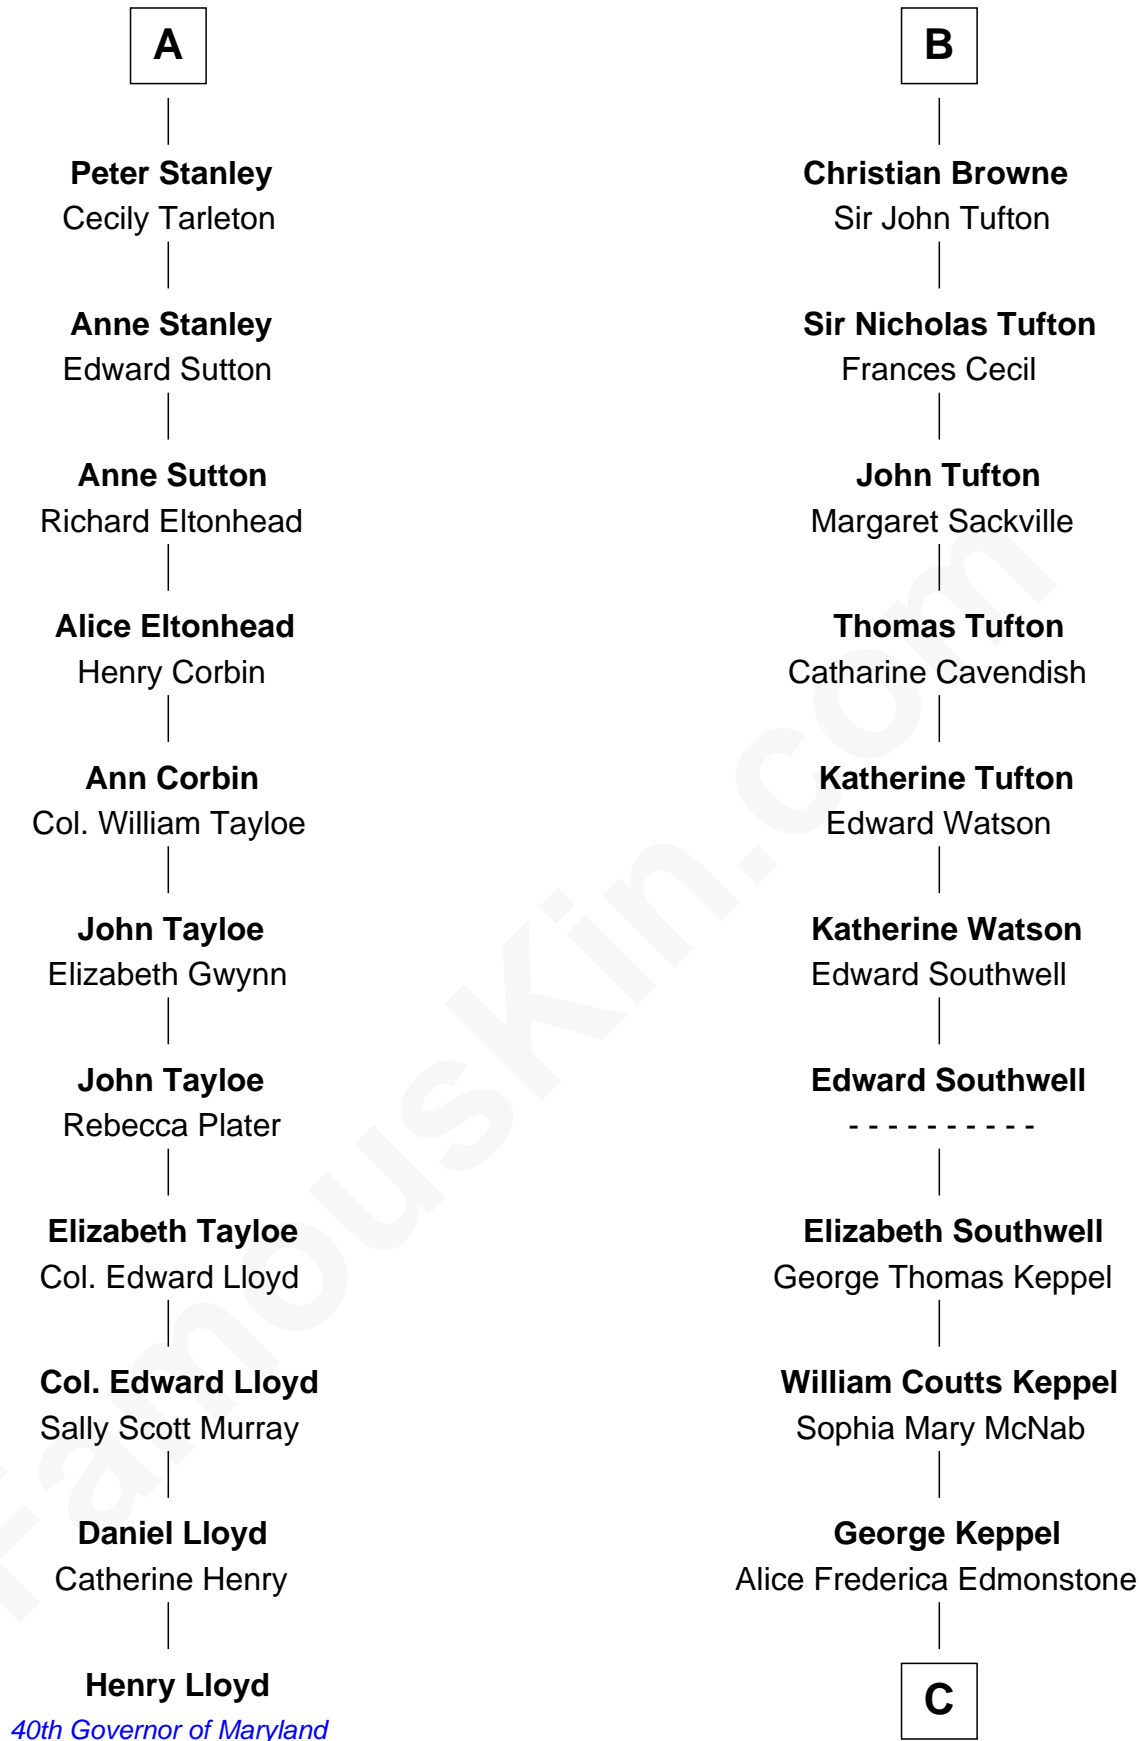 A
Peter Stanley
Cecily Tarleton
Anne Stanley
Edward Sutton
Anne Sutton
Richard Eltonhead
Alice Eltonhead
Henry Corbin
Ann Corbin
Col. William Tayloe
John Tayloe
Elizabeth Gwynn
John Tayloe
Rebecca Plater
Elizabeth Tayloe
Col. Edward Lloyd
Col. Edward Lloyd
Sally Scott Murray
Daniel Lloyd
Catherine Henry
Henry Lloyd
40th Governor of Maryland
B
Christian Browne
Sir John Tufton
Sir Nicholas Tufton
Frances Cecil
John Tufton
Margaret Sackville
Thomas Tufton
Catharine Cavendish
Katherine Tufton
Edward Watson
Katherine Watson
Edward Southwell
Edward Southwell
- - - - - - - - - -
Elizabeth Southwell
George Thomas Keppel
William Coutts Keppel
Sophia Mary McNab
George Keppel
Alice Frederica Edmonstone
C
FamousKin.com